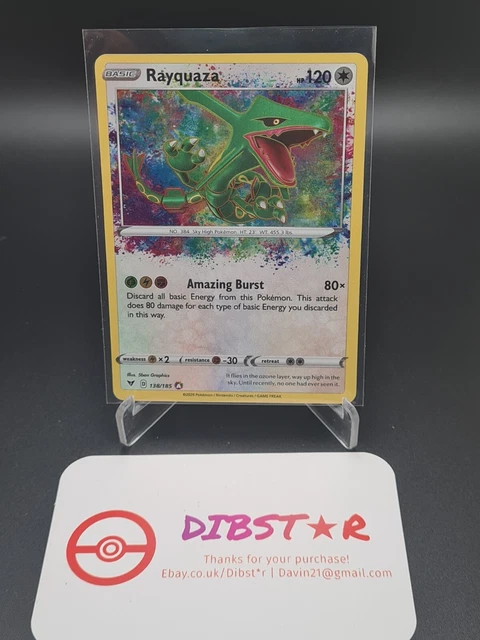 BASIC Rayquaza HP 120
NO. 384 Sky High Pokémon HT: 23' WT: 455.3 lbs.
Amazing Burst 80×
Discard all basic Energy from this Pokémon. This attack
does 80 damage for each type of basic Energy you discarded
in this way.
weakness ×2 resistance -30 retreat
Illus. 5ban Graphics
It flies in the ozone layer, way up high in the
sky. Until recently, no one had ever seen it.
D 138/185
©2020 Pokémon / Nintendo / Creatures / GAME FREAK
DIBST★R
Thanks for your purchase!
Ebay.co.uk/Dibst*r | Davin21@gmail.com